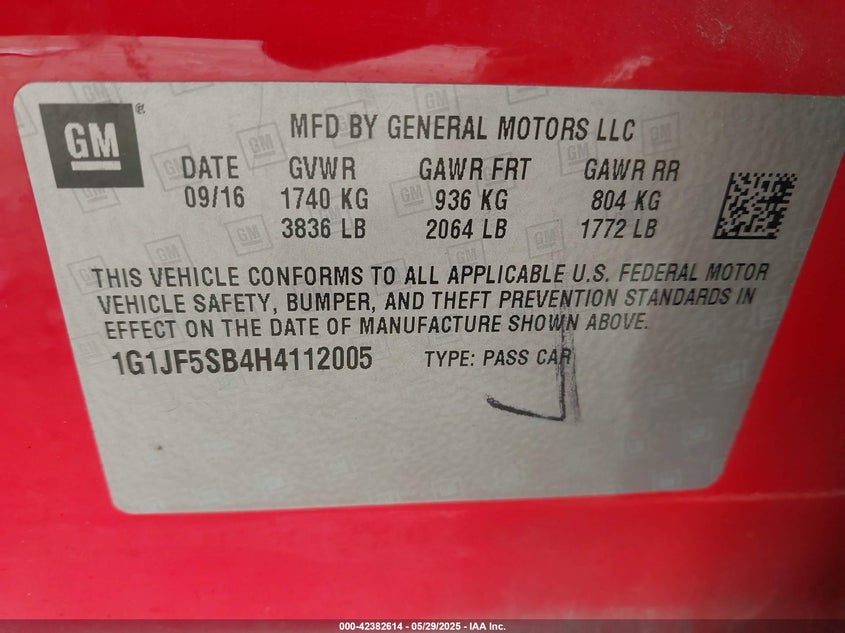 GM
®
MFD BY GENERAL MOTORS LLC
DATE GVWR GAWR FRT GAWR RR
09/16 1740 KG 936 KG 804 KG
3836 LB 2064 LB 1772 LB
THIS VEHICLE CONFORMS TO ALL APPLICABLE U.S. FEDERAL MOTOR
VEHICLE SAFETY, BUMPER, AND THEFT PREVENTION STANDARDS IN
EFFECT ON THE DATE OF MANUFACTURE SHOWN ABOVE.
1G1JF5SB4H4112005 TYPE: PASS CAR
000-42382614 - 05/29/2025 - IAA Inc.